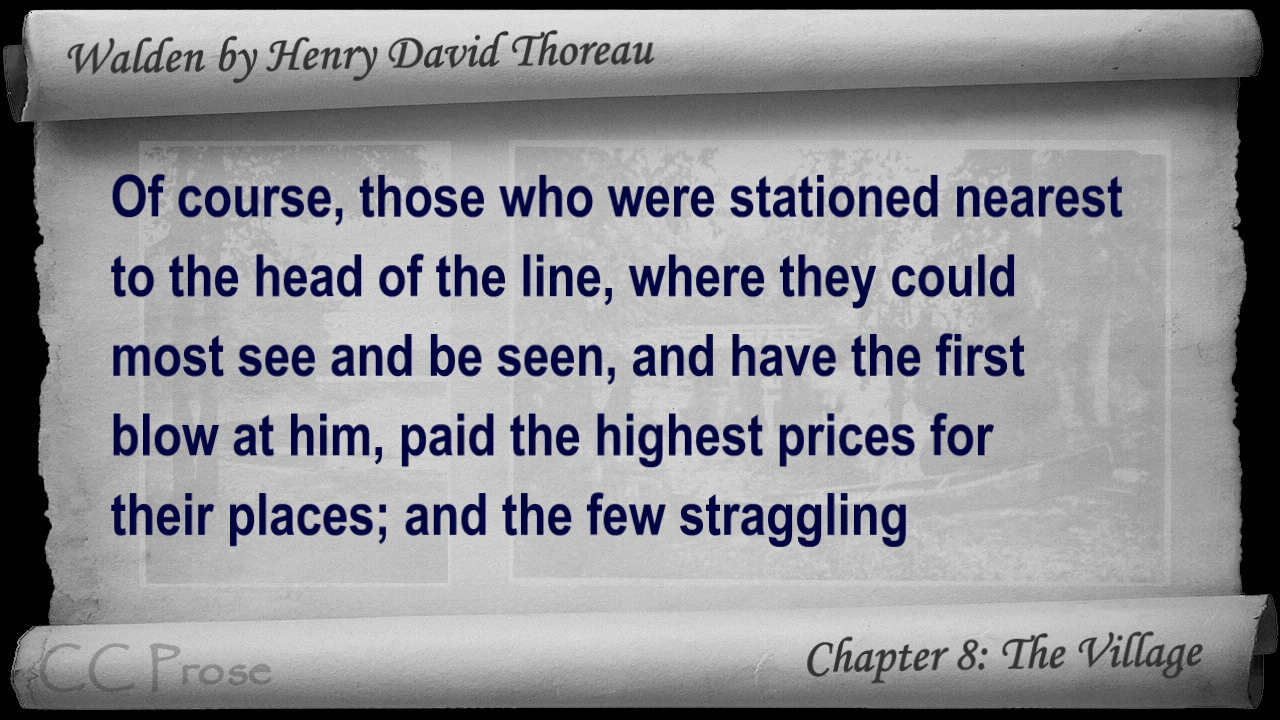 Walden by Henry David Thoreau
Of course, those who were stationed nearest
to the head of the line, where they could
most see and be seen, and have the first
blow at him, paid the highest prices for
their places; and the few straggling
CC Prose
Chapter 8: The Village